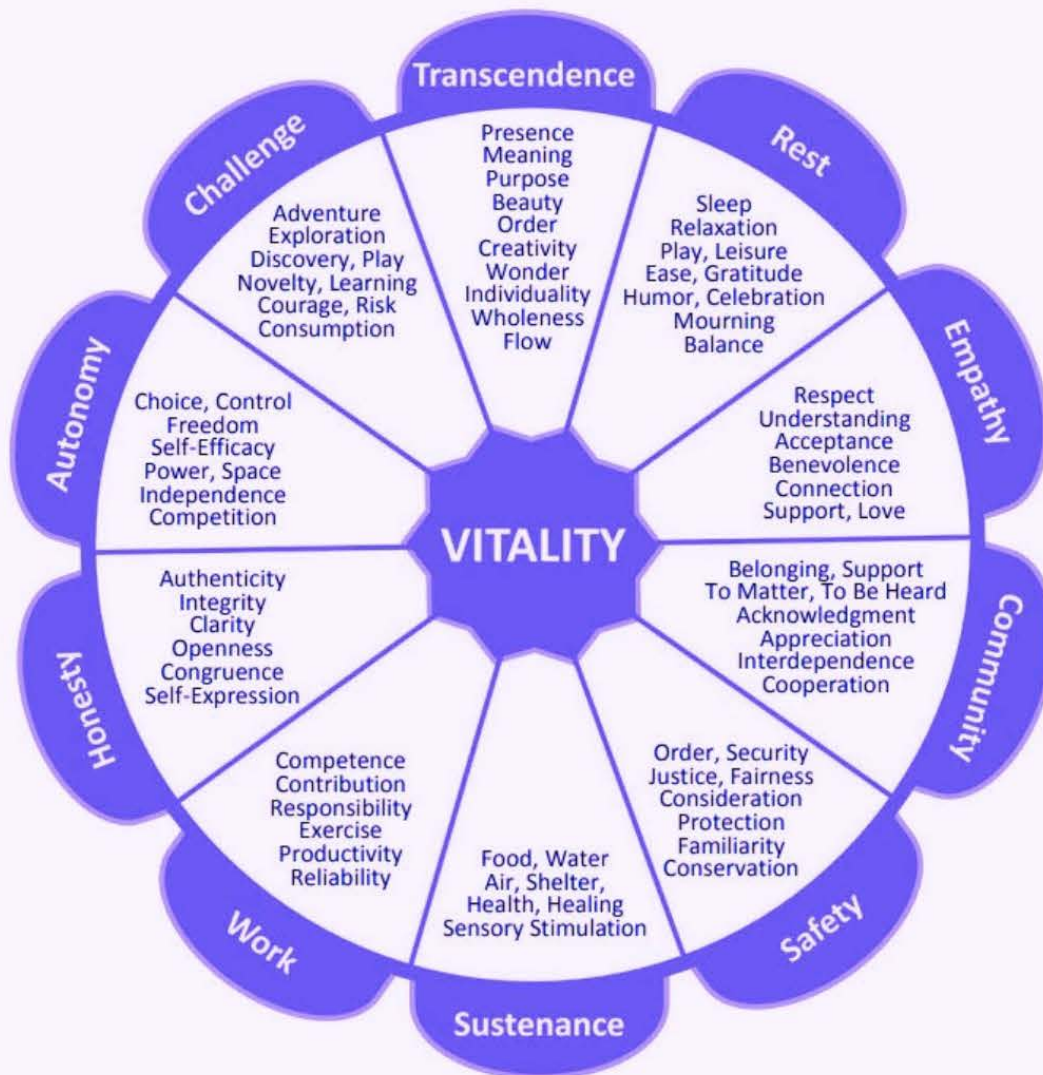 Transcendence
Presence
Meaning
Purpose
Beauty
Order
Creativity
Wonder
Individuality
Wholeness
Flow
Rest
Sleep
Relaxation
Play, Leisure
Ease, Gratitude
Humor, Celebration
Mourning
Balance
Empathy
Respect
Understanding
Acceptance
Benevolence
Connection
Support, Love
Community
Belonging, Support
To Matter, To Be Heard
Acknowledgment
Appreciation
Interdependence
Cooperation
Safety
Order, Security
Justice, Fairness
Consideration
Protection
Familiarity
Conservation
Sustenance
Food, Water
Air, Shelter,
Health, Healing
Sensory Stimulation
Work
Competence
Contribution
Responsibility
Exercise
Productivity
Reliability
Honesty
Authenticity
Integrity
Clarity
Openness
Congruence
Self-Expression
Autonomy
Choice, Control
Freedom
Self-Efficacy
Power, Space
Independence
Competition
Challenge
Adventure
Exploration
Discovery, Play
Novelty, Learning
Courage, Risk
Consumption
VITALITY